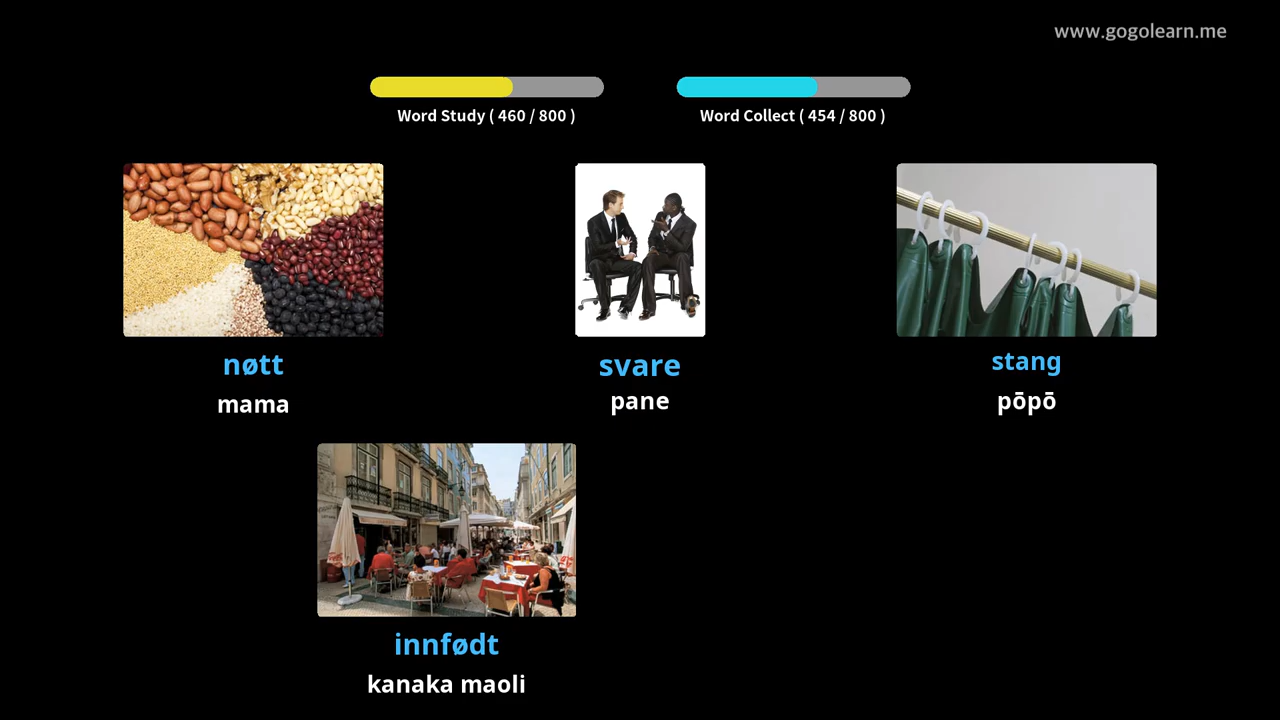 www.gogolearn.me
Word Study ( 460 / 800 )
Word Collect ( 454 / 800 )
nøtt
mama
svare
pane
stang
pōpō
innfødt
kanaka maoli